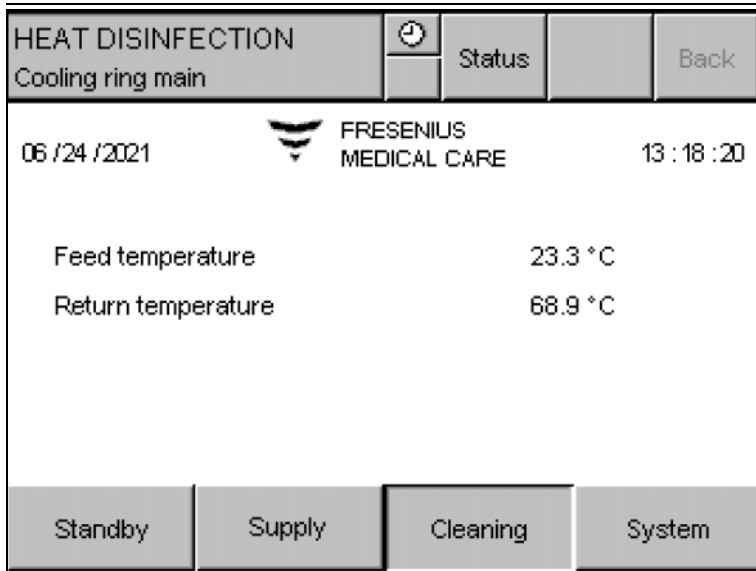 HEAT DISINFECTION
Cooling ring main
Status
Back
06 /24 /2021
FRESENIUS
MEDICAL CARE
13 : 18 : 20
Feed temperature 23.3 °C
Return temperature 68.9 °C
Standby Supply Cleaning System